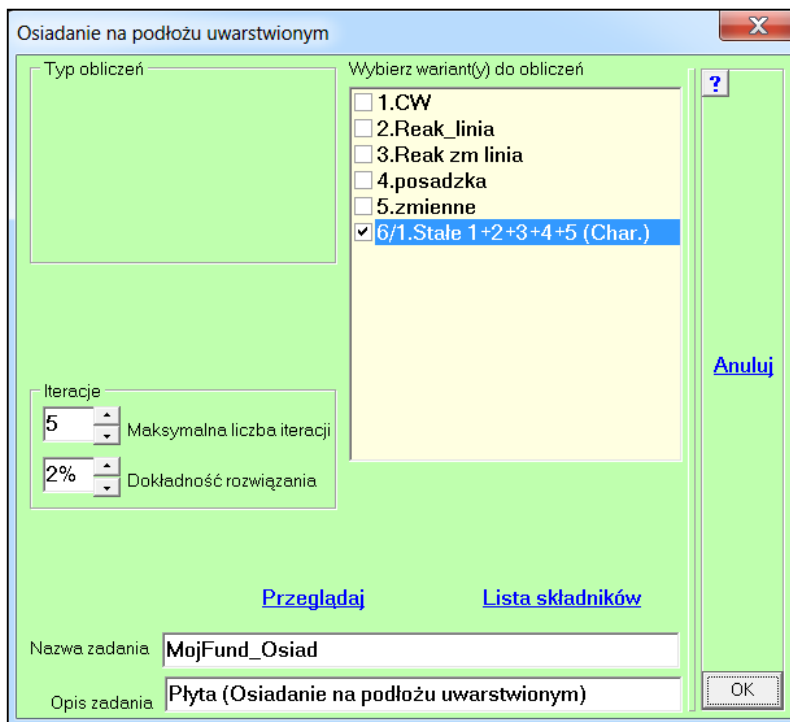 Osiadanie na podłożu uwarstwionym
X
Typ obliczeń
Wybierz wariant(y) do obliczeń
?
1.CW
2.Reak_linia
3.Reak zm linia
4.posadzka
5.zmienne
6/1.Stałe 1+2+3+4+5 (Char.)
Anuluj
Iteracje
5 Maksymalna liczba iteracji
2% Dokładność rozwiązania
Przeglądaj Lista składników
Nazwa zadania MojFund_Osiad
Opis zadania Płyta (Osiadanie na podłożu uwarstwionym)
OK